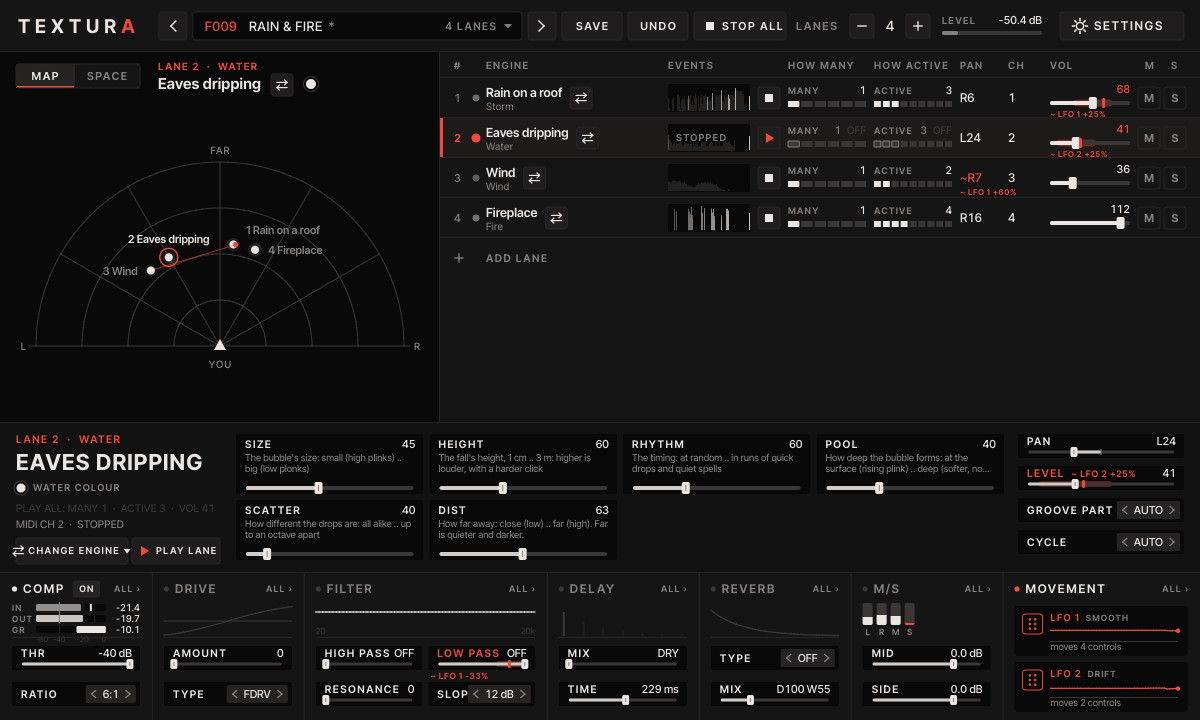 TEXTURA
F009 RAIN & FIRE * 4 LANES
SAVE
UNDO
STOP ALL
LANES 4
LEVEL -50.4 dB
SETTINGS
MAP SPACE
LANE 2 · WATER
Eaves dripping
FAR
1 Rain on a roof
2 Eaves dripping
4 Fireplace
3 Wind
L R
YOU
# ENGINE EVENTS HOW MANY HOW ACTIVE PAN CH VOL M S
1 Rain on a roof MANY 1 ACTIVE 3 R6 1 68 M S
Storm
~ LFO 1 +25%
2 Eaves dripping STOPPED MANY 1 OFF ACTIVE 3 OFF L24 2 41 M S
Water
~ LFO 2 +25%
3 Wind MANY 1 ACTIVE 2 ~R7 3 36 M S
Wind
~ LFO 1 +60%
4 Fireplace MANY 1 ACTIVE 4 R16 4 112 M S
Fire
+ ADD LANE
LANE 2 · WATER
EAVES DRIPPING
WATER COLOUR
PLAY ALL: MANY 1 · ACTIVE 3 · VOL 41
MIDI CH 2 · STOPPED
CHANGE ENGINE PLAY LANE
SIZE 45
The bubble's size: small (high plinks) ..
big (low plonks)
HEIGHT 60
The fall's height, 1 cm .. 3 m: higher is
louder, with a harder click
RHYTHM 60
The timing: at random .. in runs of quick
drops and quiet spells
POOL 40
How deep the bubble forms: at the
surface (rising plink) .. deep (softer, no...
SCATTER 40
How different the drops are: all alike .. up
to an octave apart
DIST 63
How far away: close (low) .. far (high). Far
is quieter and darker.
PAN L24
LEVEL ~ LFO 2 +25% 41
GROOVE PART AUTO
CYCLE AUTO
COMP ON ALL ›
IN -21.4
OUT -19.7
GR -10.1
-60 -40 -20 0
THR -40 dB
RATIO 6:1
DRIVE ALL ›
AMOUNT 0
TYPE FDRV
FILTER ALL ›
20 20k
HIGH PASS OFF
LOW PASS OFF
~ LFO 1 -33%
RESONANCE 0
SLOP 12 dB
DELAY ALL ›
MIX DRY
TIME 229 ms
REVERB ALL ›
TYPE OFF
MIX D100 W55
M/S ALL ›
L R M S
MID 0.0 dB
SIDE 0.0 dB
MOVEMENT ALL ›
LFO 1 SMOOTH
moves 4 controls
LFO 2 DRIFT
moves 2 controls